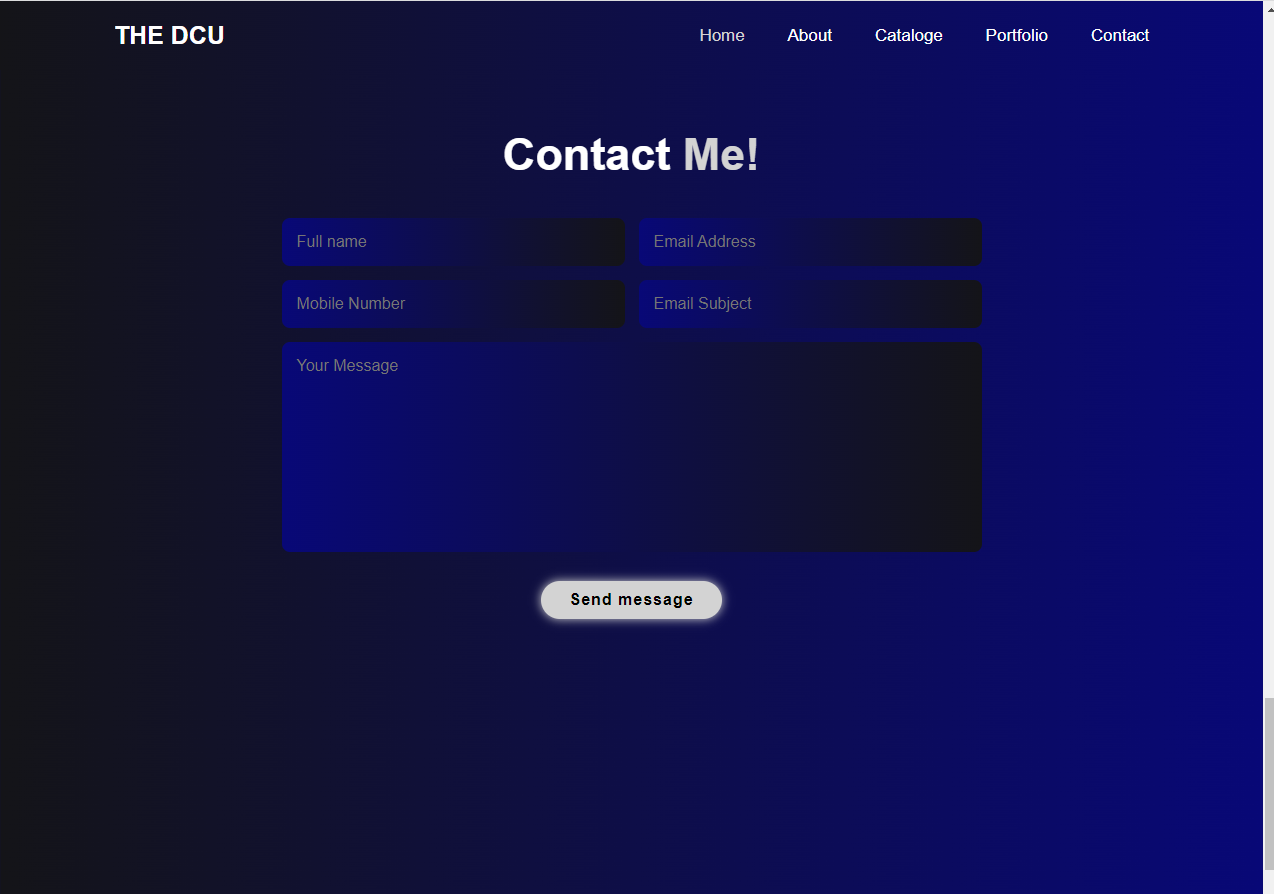 THE DCU Home About Cataloge Portfolio Contact
Contact Me!
Full name Email Address
Mobile Number Email Subject
Your Message
Send message